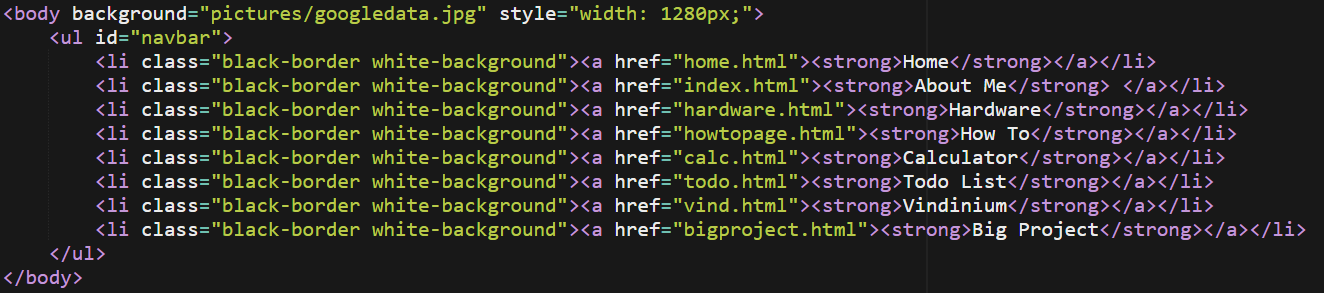 <body background="pictures/googledata.jpg" style="width: 1280px;">
    <ul id="navbar">
        <li class="black-border white-background"><a href="home.html"><strong>Home</strong></a></li>
        <li class="black-border white-background"><a href="index.html"><strong>About Me</strong> </a></li>
        <li class="black-border white-background"><a href="hardware.html"><strong>Hardware</strong></a></li>
        <li class="black-border white-background"><a href="howtopage.html"><strong>How To</strong></a></li>
        <li class="black-border white-background"><a href="calc.html"><strong>Calculator</strong></a></li>
        <li class="black-border white-background"><a href="todo.html"><strong>Todo List</strong></a></li>
        <li class="black-border white-background"><a href="vind.html"><strong>Vindinium</strong></a></li>
        <li class="black-border white-background"><a href="bigproject.html"><strong>Big Project</strong></a></li>
    </ul>
</body>